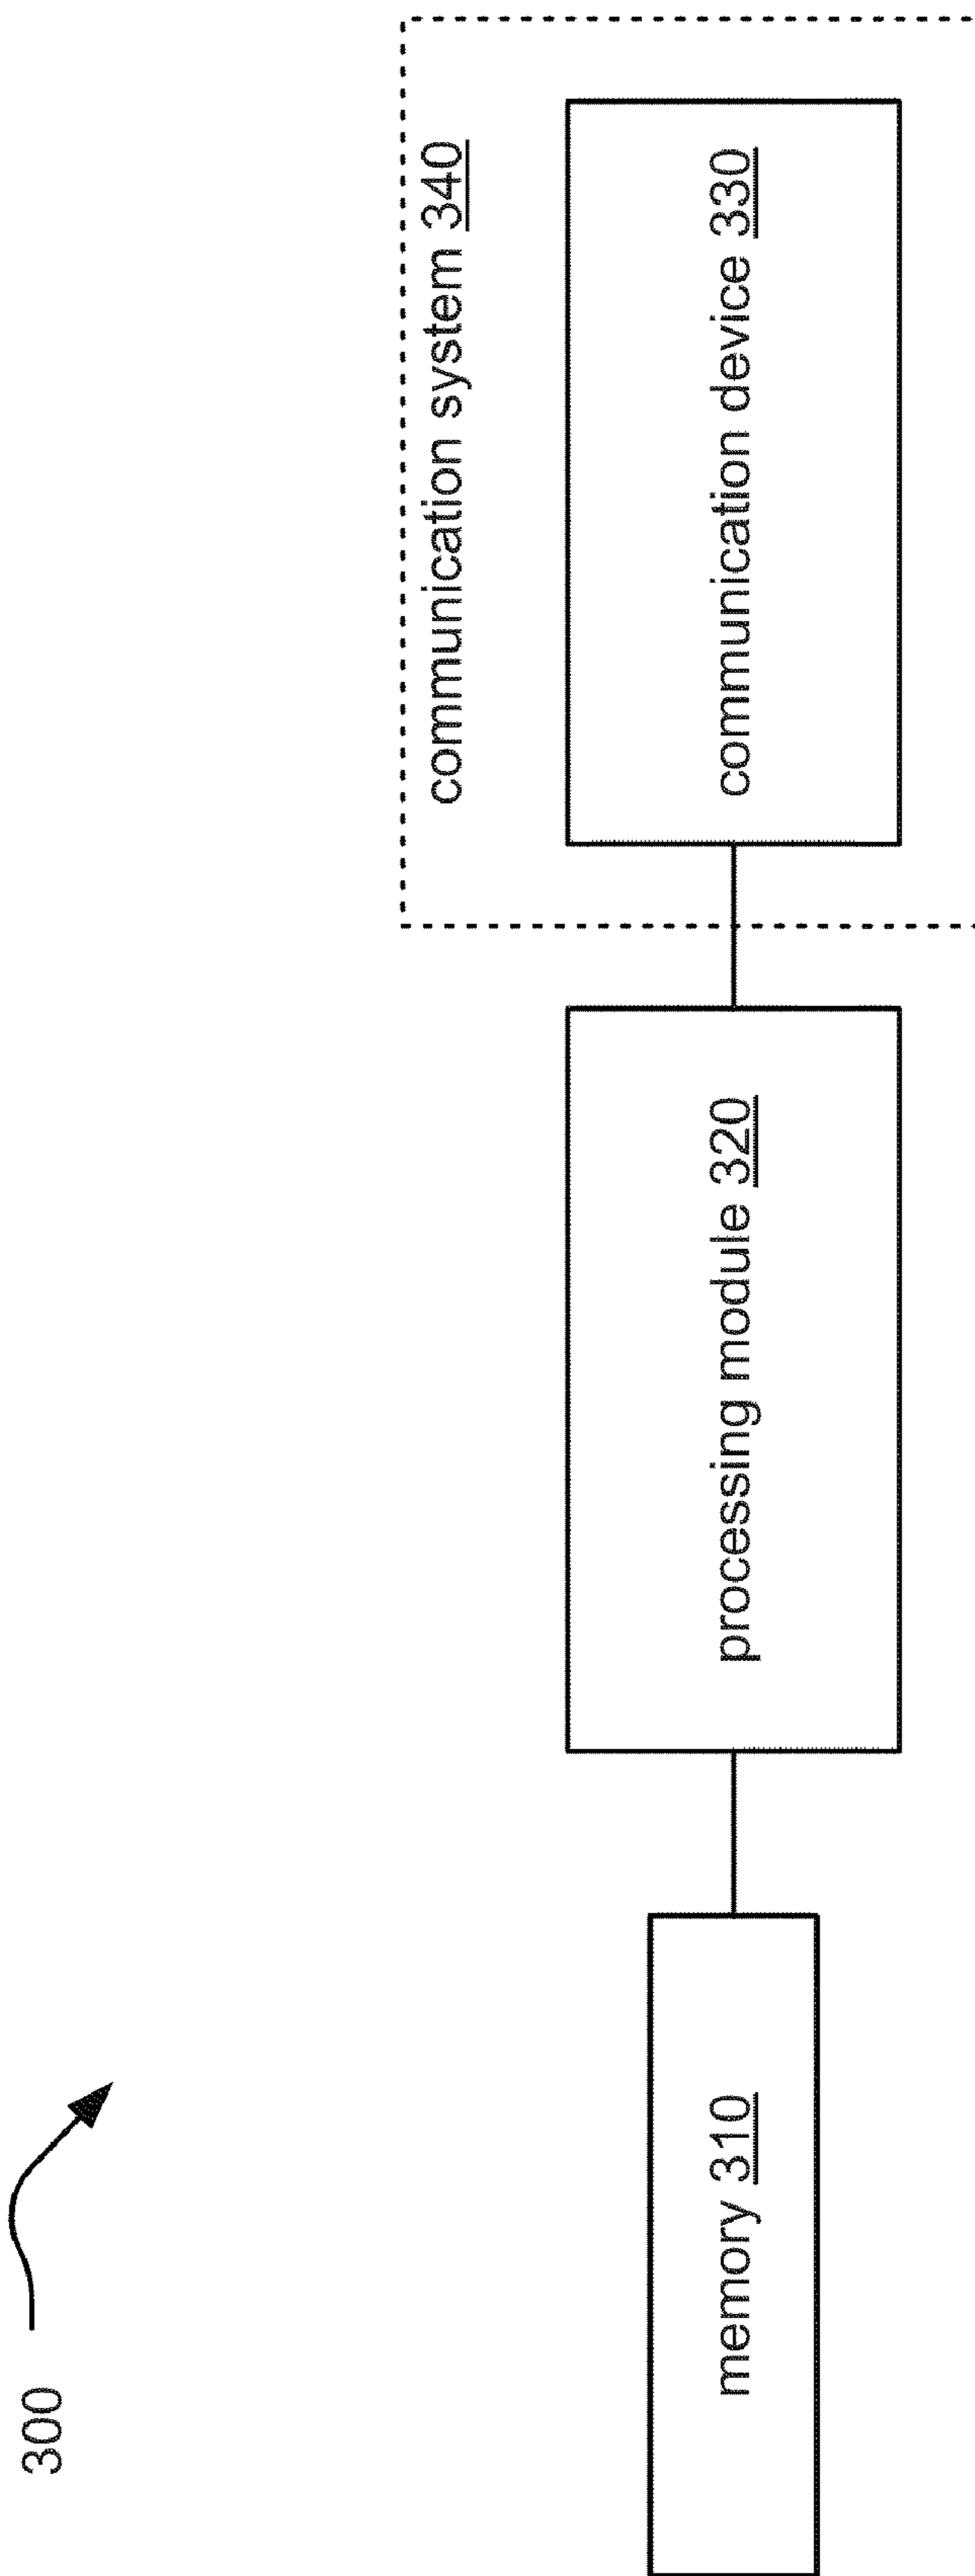 300
communication system 340
memory 310
processing module 320
communication device 330